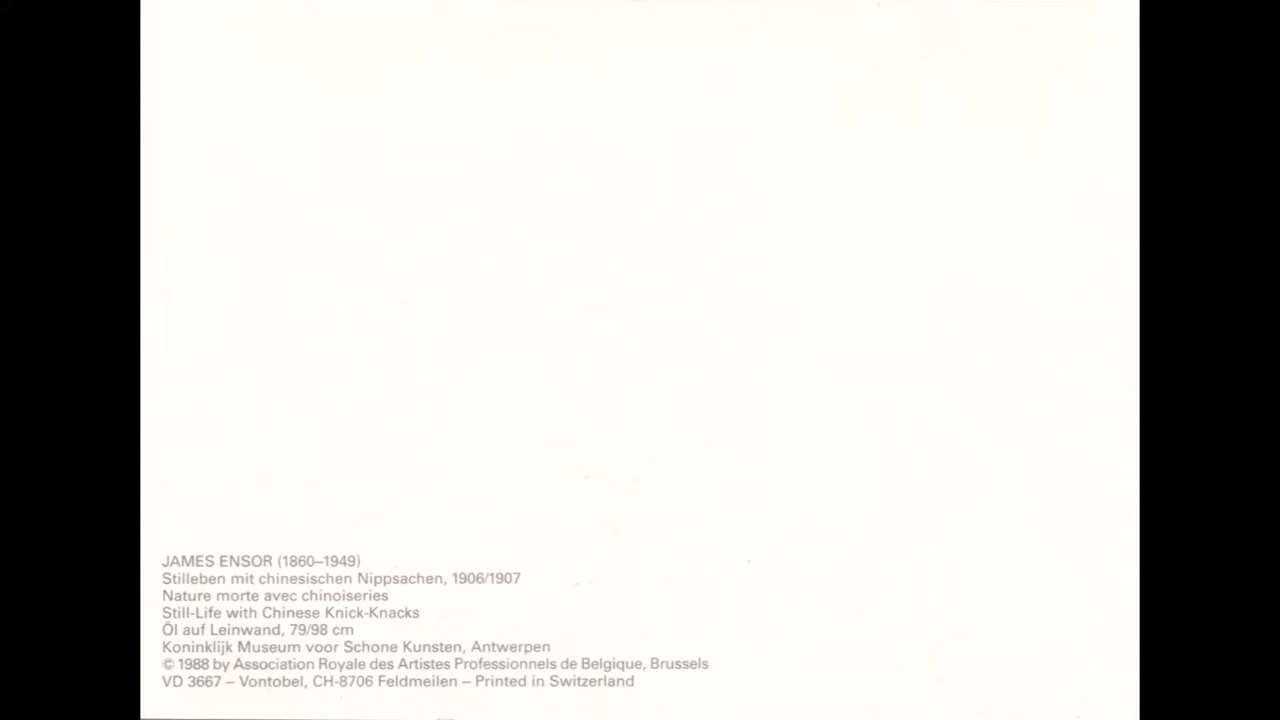 JAMES ENSOR (1860–1949)
Stilleben mit chinesischen Nippsachen, 1906/1907
Nature morte avec chinoiseries
Still-Life with Chinese Knick-Knacks
Öl auf Leinwand, 79/98 cm
Koninklijk Museum voor Schone Kunsten, Antwerpen
© 1988 by Association Royale des Artistes Professionnels de Belgique, Brussels
VD 3667 – Vontobel, CH-8706 Feldmeilen – Printed in Switzerland